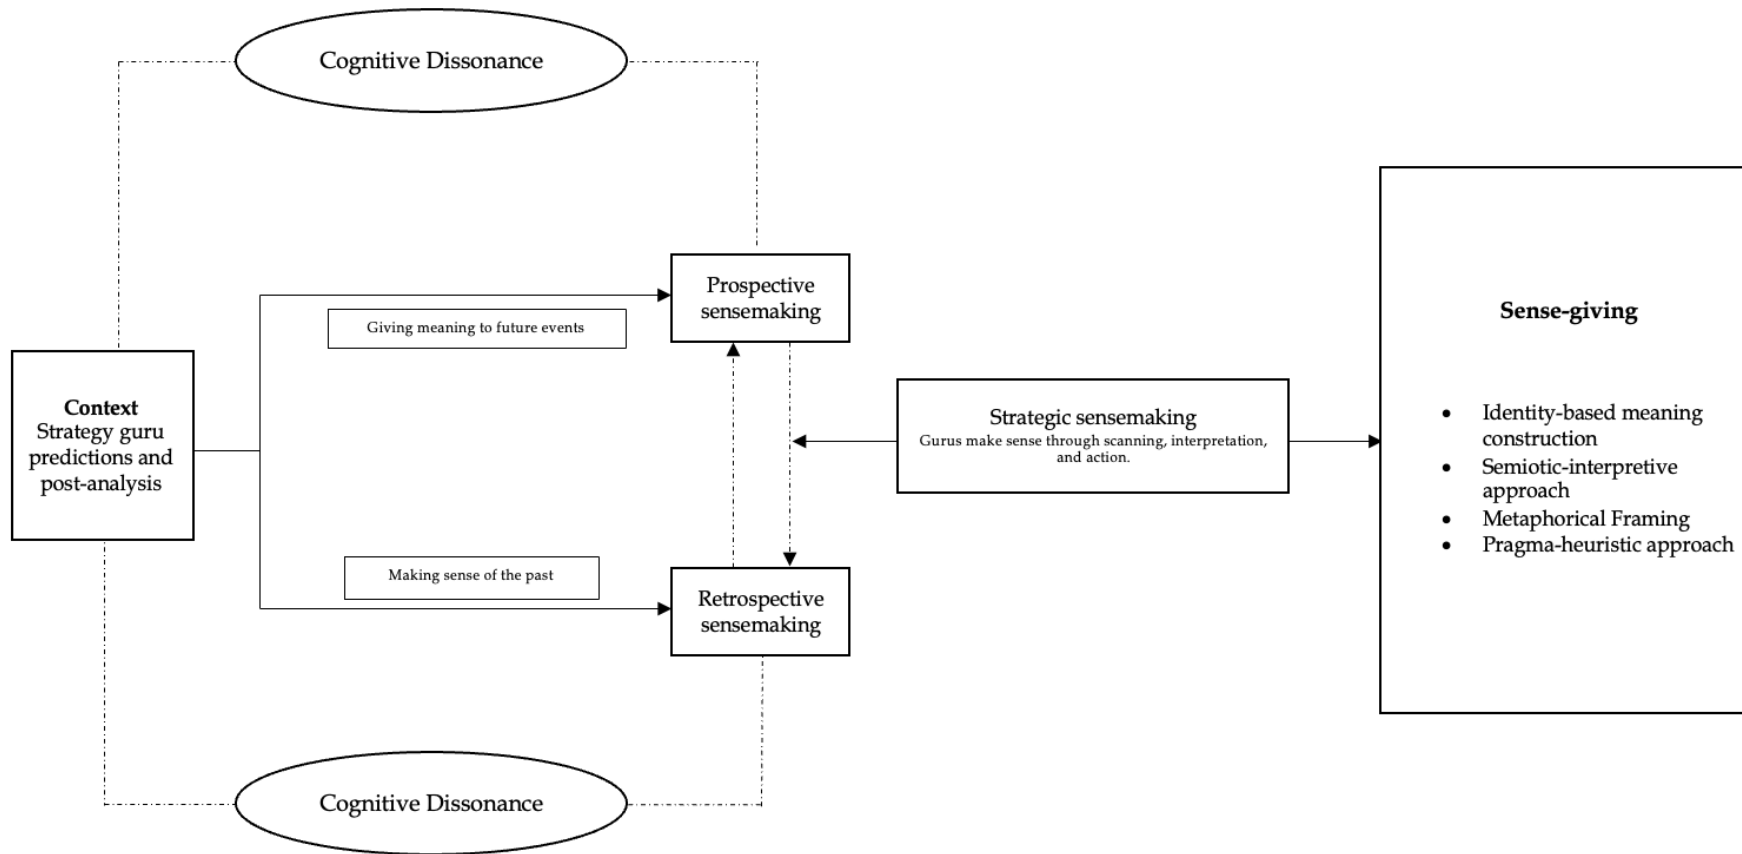 Cognitive Dissonance
Prospective
sensemaking
Giving meaning to future events
Context
Strategy guru
predictions and
post-analysis
Strategic sensemaking
Gurus make sense through scanning, interpretation,
and action.
Sense-giving
• Identity-based meaning
construction
• Semiotic-interpretive
approach
• Metaphorical Framing
• Pragma-heuristic approach
Making sense of the past
Retrospective
sensemaking
Cognitive Dissonance